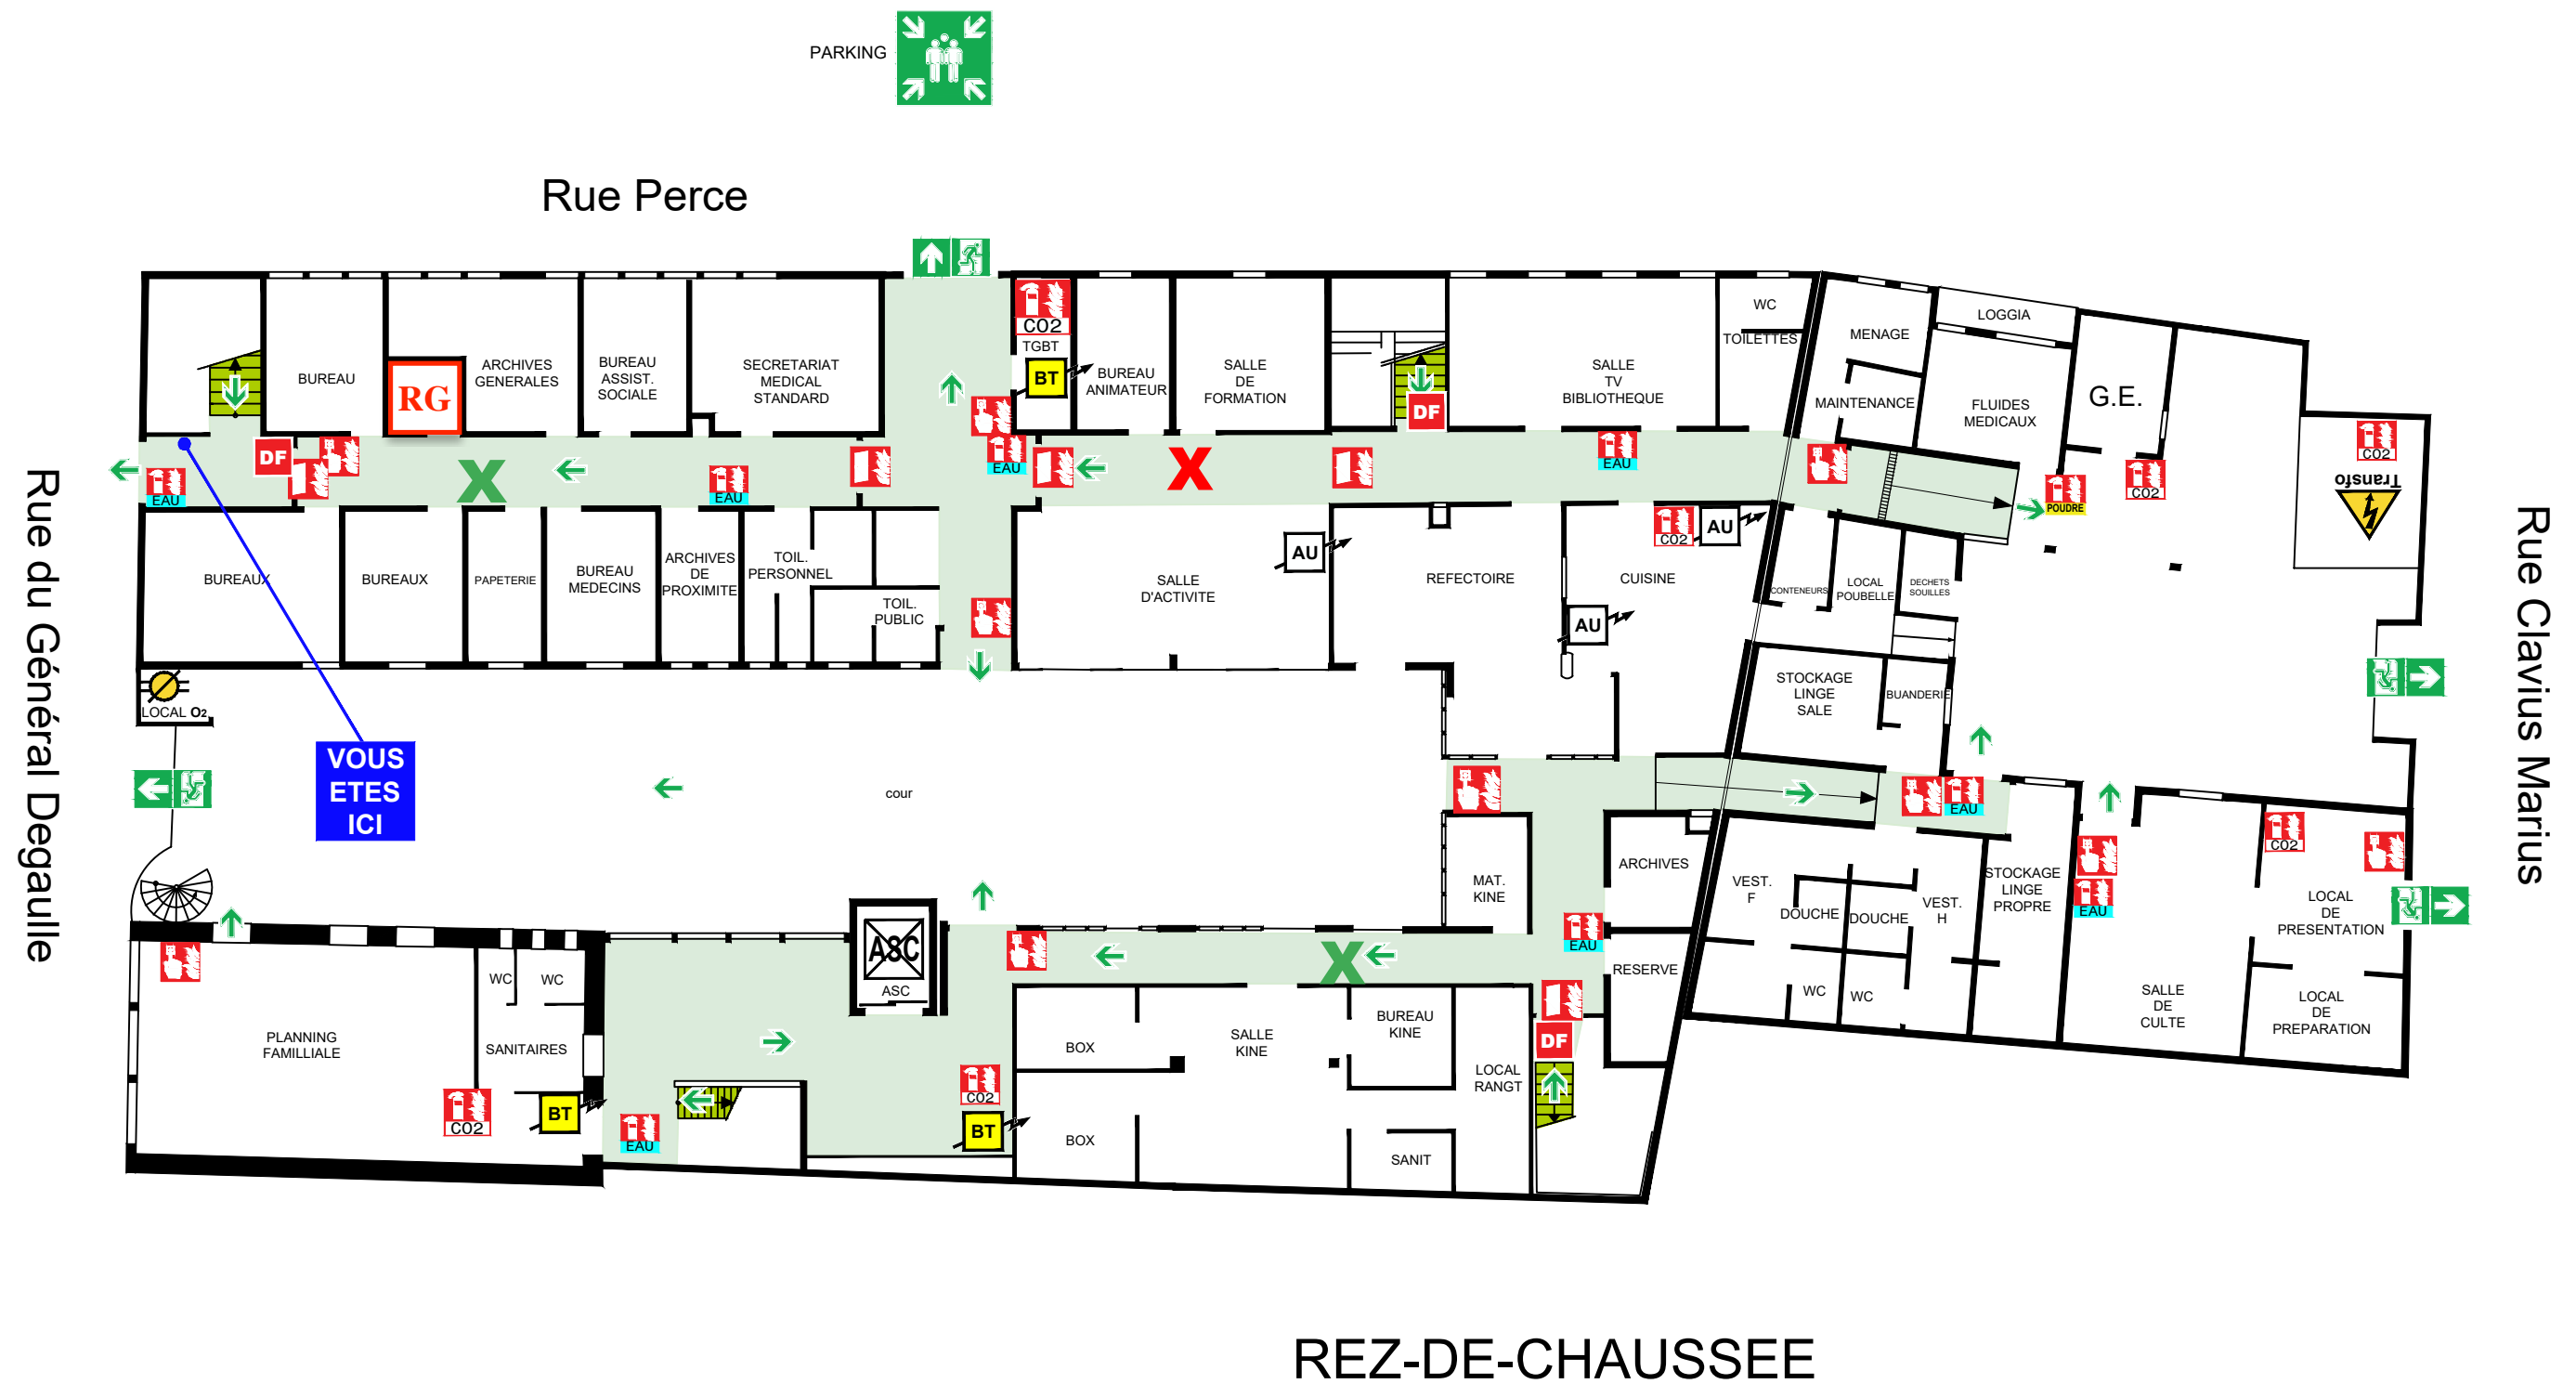 PARKING
Rue Perce
Rue du Général Degaulle
Rue Clavius Marius
LOGGIA
WC
TOILETTES
MENAGE
CO2
TGBT
BT
BUREAU
RG
ARCHIVES
GENERALES
BUREAU
ASSIST.
SOCIALE
SECRETARIAT
MEDICAL
STANDARD
BUREAU
ANIMATEUR
SALLE
DE
FORMATION
DF
SALLE
TV
BIBLIOTHEQUE
MAINTENANCE
FLUIDES
MEDICAUX
G.E.
CO2
Transfo
DF
EAU
X
EAU
EAU
X
EAU
POUDRE
CO2
BUREAUX
BUREAUX
PAPETERIE
BUREAU
MEDECINS
ARCHIVES
DE
PROXIMITE
TOIL.
PERSONNEL
TOIL.
PUBLIC
SALLE
D'ACTIVITE
AU
REFECTOIRE
CO2
AU
CUISINE
AU
CONTENEURS
LOCAL
POUBELLE
DECHETS
SOUILLES
STOCKAGE
LINGE
SALE
BUANDERIE
LOCAL O2
VOUS
ETES
ICI
cour
EAU
MAT.
KINE
ARCHIVES
EAU
RESERVE
VEST.
F
DOUCHE
DOUCHE
VEST.
H
STOCKAGE
LINGE
PROPRE
WC
WC
EAU
CO2
LOCAL
DE
PRESENTATION
SALLE
DE
CULTE
LOCAL
DE
PREPARATION
A&C
ASC
X
WC
WC
SANITAIRES
PLANNING
FAMILLIALE
CO2
BT
EAU
CO2
BT
BOX
BOX
SALLE
KINE
BUREAU
KINE
LOCAL
RANGT
SANIT
DF
REZ-DE-CHAUSSEE